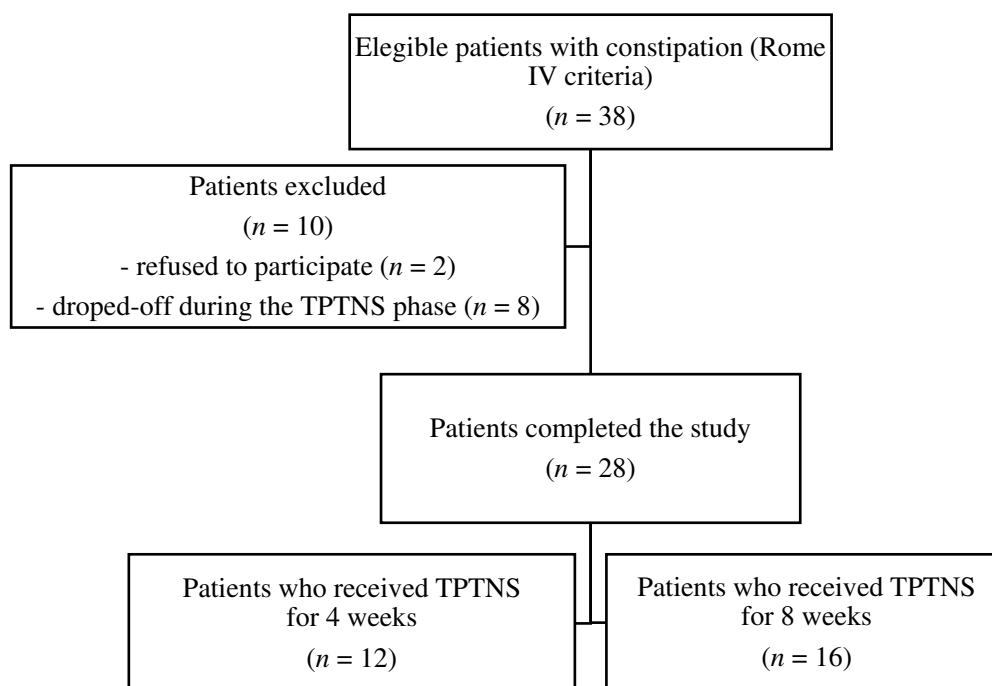 Elegible patients with constipation (Rome
IV criteria)
(n = 38)
Patients excluded
(n = 10)
- refused to participate (n = 2)
- droped-off during the TPTNS phase (n = 8)
Patients completed the study
(n = 28)
Patients who received TPTNS
for 4 weeks
(n = 12)
Patients who received TPTNS
for 8 weeks
(n = 16)